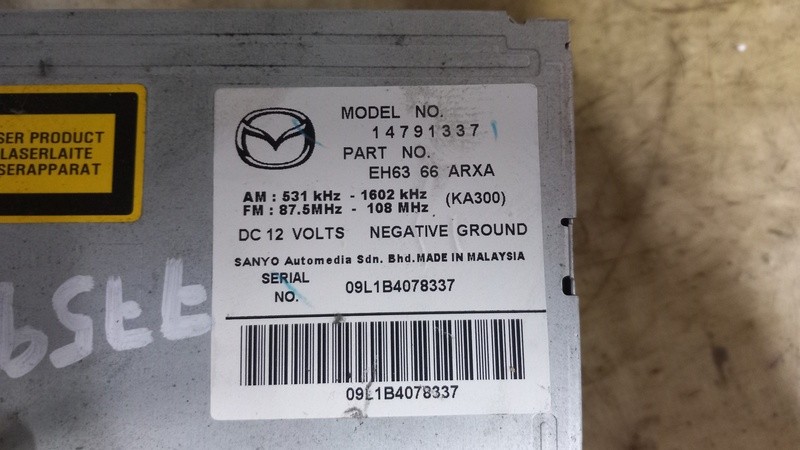 SER PRODUCT
LASERLAITE
SERAPPARAT
MODEL NO.
14791337
PART NO.
EH63 66 ARXA
AM : 531 kHz - 1602 kHz (KA300)
FM : 87.5MHz - 108 MHz
DC 12 VOLTS NEGATIVE GROUND
SANYO Automedia Sdn. Bhd. MADE IN MALAYSIA
SERIAL NO. 09L1B4078337
09L1B4078337